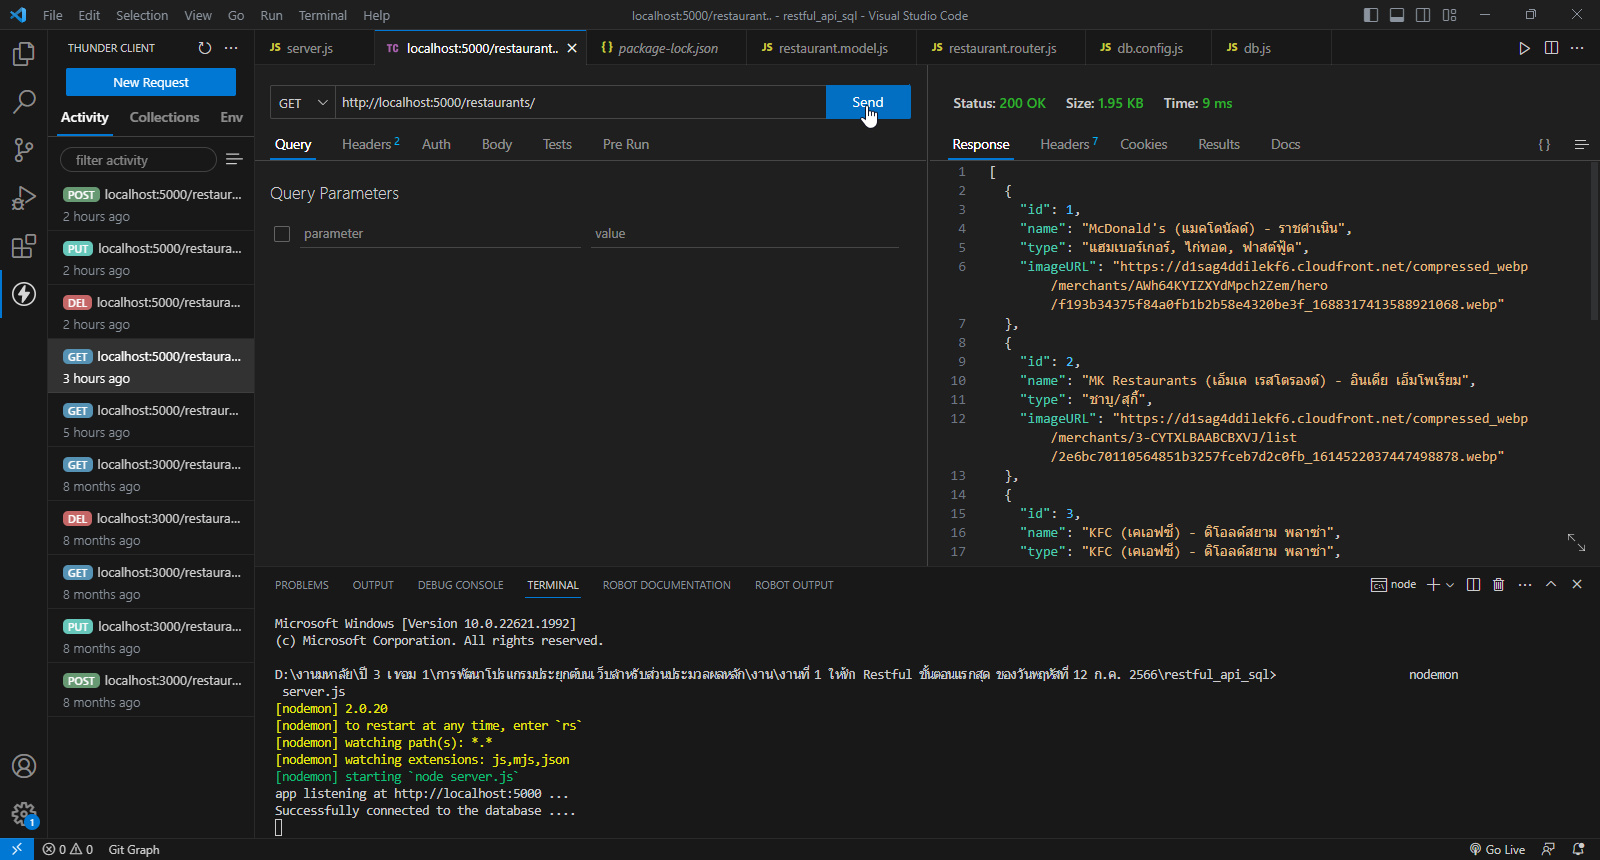 File Edit Selection View Go Run Terminal Help
localhost:5000/restaurant.. - restful_api_sql - Visual Studio Code
THUNDER CLIENT
New Request
Activity Collections Env
filter activity
POST localhost:5000/restaur...
2 hours ago
PUT localhost:5000/restaura...
2 hours ago
DEL localhost:5000/restaura...
2 hours ago
GET localhost:5000/restaura...
3 hours ago
GET localhost:5000/restraur...
5 hours ago
GET localhost:3000/restaura...
8 months ago
DEL localhost:3000/restaura...
8 months ago
GET localhost:3000/restaura...
8 months ago
PUT localhost:3000/restaura...
8 months ago
POST localhost:3000/restaur...
8 months ago
JS server.js
TC localhost:5000/restaurant..
{} package-lock.json
JS restaurant.model.js
JS restaurant.router.js
JS db.config.js
JS db.js
GET http://localhost:5000/restaurants/ Send
Query Headers 2 Auth Body Tests Pre Run
Query Parameters
parameter value
Status: 200 OK Size: 1.95 KB Time: 9 ms
Response Headers 7 Cookies Results Docs {}
1 [
2 {
3 "id": 1,
4 "name": "McDonald's (แมคโดนัลด์) - ราชดำเนิน",
5 "type": "แฮมเบอร์เกอร์, ไก่ทอด, ฟาสต์ฟู้ด",
6 "imageURL": "https://d1sag4ddilekf6.cloudfront.net/compressed_webp
/merchants/AWh64KYIZXYdMpch2Zem/hero
/f193b34375f84a0fb1b2b58e4320be3f_1688317413588921068.webp"
7 },
8 {
9 "id": 2,
10 "name": "MK Restaurants (เอ็มเค เรสโตรองต์) - อินเดีย เอ็มโพเรียม",
11 "type": "ชาบู/สุกี้",
12 "imageURL": "https://d1sag4ddilekf6.cloudfront.net/compressed_webp
/merchants/3-CYTXLBAABCBXVJ/list
/2e6bc70110564851b3257fceb7d2c0fb_1614522037447498878.webp"
13 },
14 {
15 "id": 3,
16 "name": "KFC (เคเอฟซี) - ดิโอลด์สยาม พลาซ่า",
17 "type": "KFC (เคเอฟซี) - ดิโอลด์สยาม พลาซ่า",
PROBLEMS OUTPUT DEBUG CONSOLE TERMINAL ROBOT DOCUMENTATION ROBOT OUTPUT
node
Microsoft Windows [Version 10.0.22621.1992]
(c) Microsoft Corporation. All rights reserved.
D:\งานมหาลัย\ปี 3 เทอม 1\การพัฒนาโปรแกรมประยุกต์บนเว็บสำหรับส่วนประมวลผลหลัก\งาน\งานที่ 1 ให้ทำ Restful ขั้นตอนแรกสุด ของวันพฤหัสที่ 12 ก.ค. 2566\restful_api_sql> nodemon
server.js
[nodemon] 2.0.20
[nodemon] to restart at any time, enter `rs`
[nodemon] watching path(s): *.*
[nodemon] watching extensions: js,mjs,json
[nodemon] starting `node server.js`
app listening at http://localhost:5000 ...
Successfully connected to the database ....
1
0 0 Git Graph
Go Live